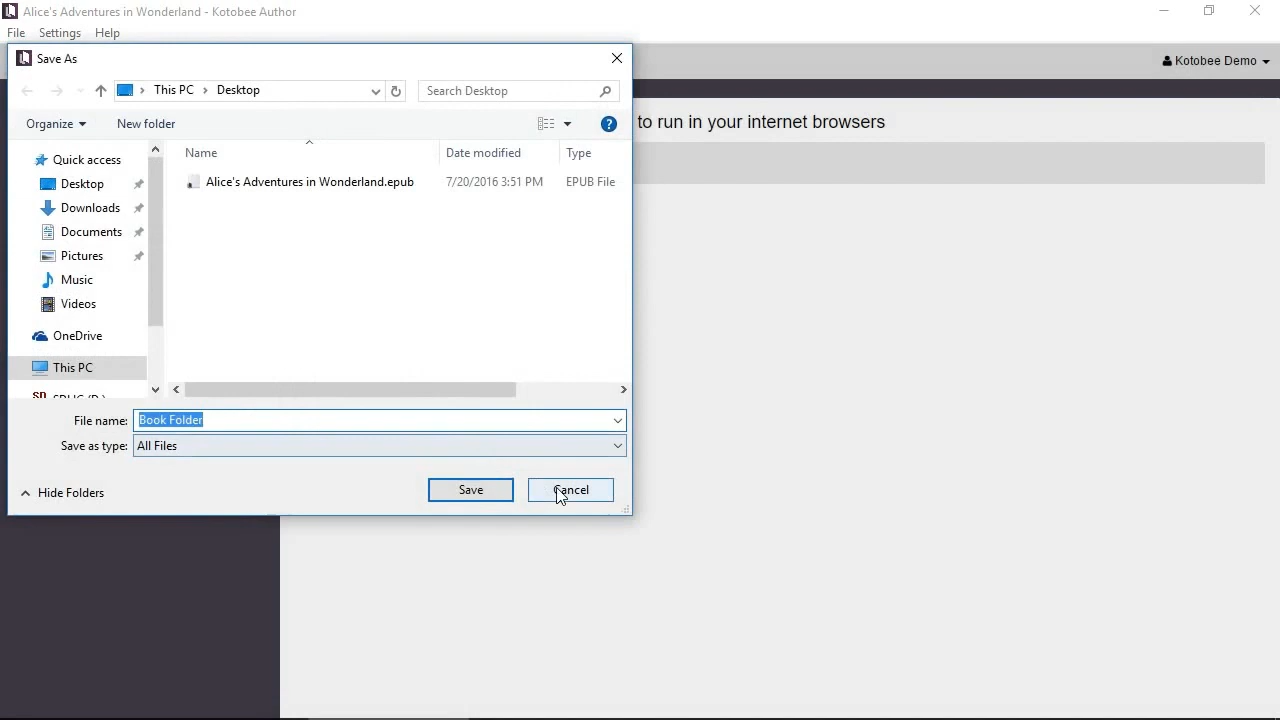 Alice's Adventures in Wonderland - Kotobee Author
File Settings Help
Save As
Kotobee Demo
This PC Desktop
Search Desktop
Organize New folder
to run in your internet browsers
Name Date modified Type
Quick access
Alice's Adventures in Wonderland.epub 7/20/2016 3:51 PM EPUB File
Desktop
Downloads
Documents
Pictures
Music
Videos
OneDrive
This PC
File name: Book Folder
Save as type: All Files
Hide Folders
Save Cancel